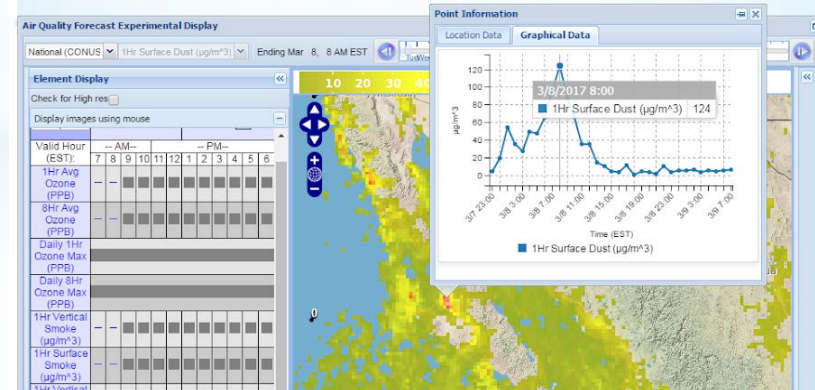 Air Quality Forecast Experimental Display
National (CONUS
1Hr Surface Dust (µg/m^3)
Ending Mar 8, 8 AM EST
Element Display
Check for High res
Display images using mouse
Valid Hour (EST):
-- AM--
-- PM--
7 8 9 10 11 12 1 2 3 4 5 6
1Hr Avg
Ozone
(PPB)
8Hr Avg
Ozone
(PPB)
Daily 1Hr
Ozone Max
(PPB)
Daily 8Hr
Ozone Max
(PPB)
1Hr Vertical
Smoke
(µg/m^3)
1Hr Surface
Smoke
(µg/m^3)
1Hr Vertical
10 20 30 40
Point Information
Location Data
Graphical Data
120
100
80
60
40
20
0
µg/m^3
3/8/2017 8:00
1Hr Surface Dust (µg/m^3) 124
3/7 23:00
3/8 3:00
3/8 7:00
3/8 11:00
3/8 15:00
3/8 19:00
3/8 23:00
3/9 3:00
3/9 7:00
Time (EST)
1Hr Surface Dust (µg/m^3)